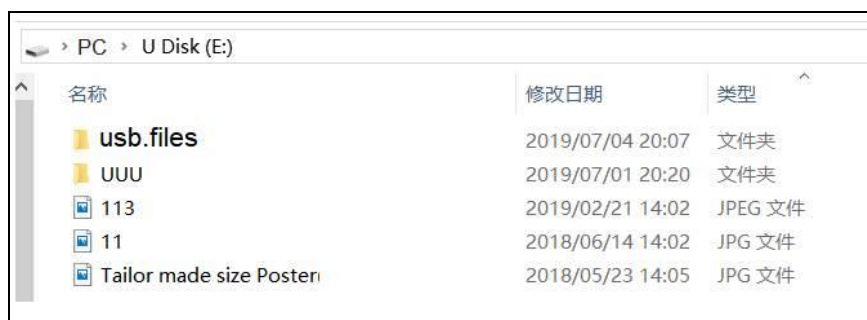 PC > U Disk (E:)
名称 修改日期 类型
usb.files 2019/07/04 20:07 文件夹
UUU 2019/07/01 20:20 文件夹
113 2019/02/21 14:02 JPEG 文件
11 2018/06/14 14:02 JPG 文件
Tailor made size Poster 2018/05/23 14:05 JPG 文件